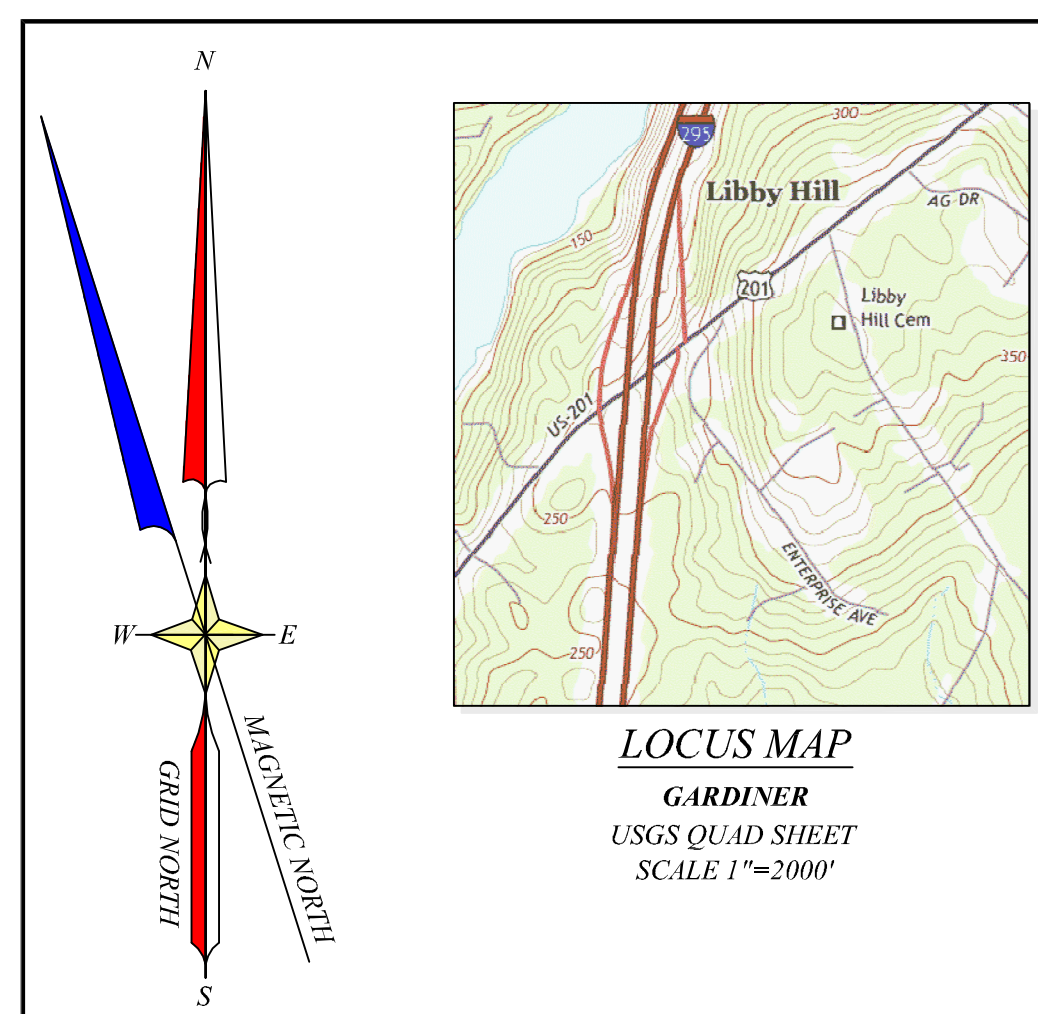 N
W
E
S
GRID NORTH
MAGNETIC NORTH
295
300
Libby Hill
AG DR
150
201
Libby
Hill Cem
350
US-201
250
ENTERPRISE AVE
250
LOCUS MAP
GARDINER
USGS QUAD SHEET
SCALE 1"=2000'